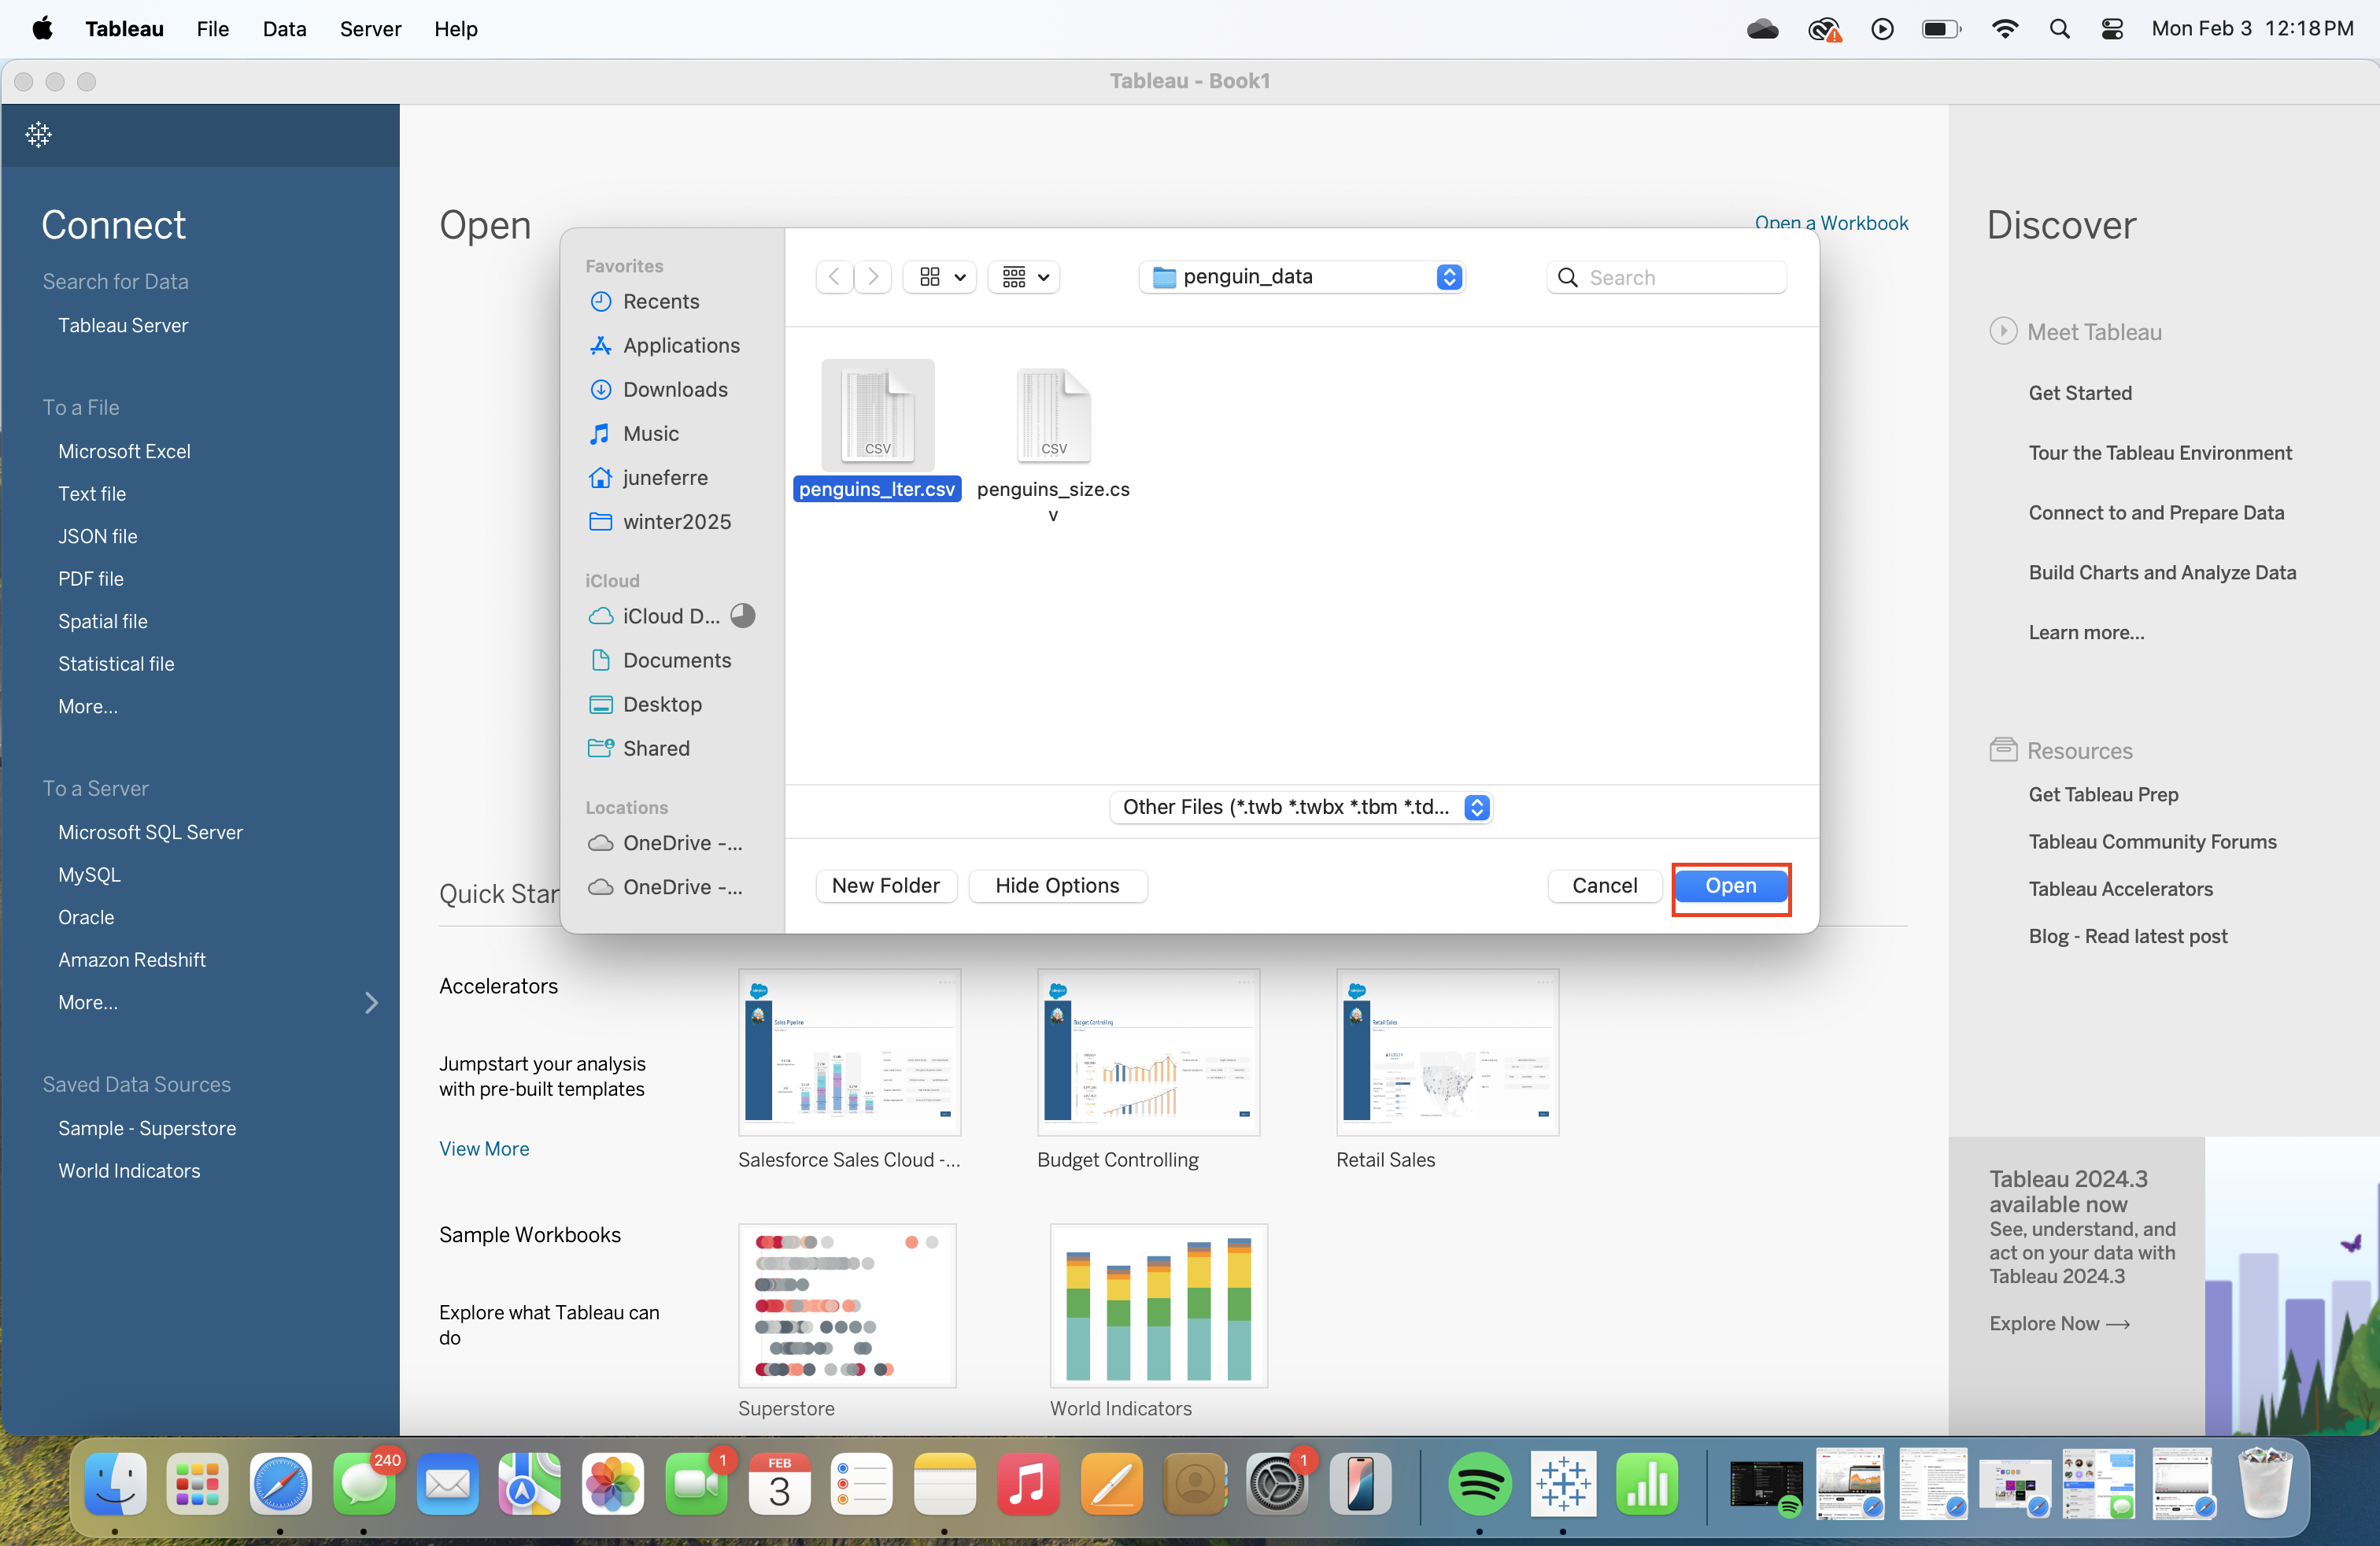 Tableau File Data Server Help Mon Feb 3 12:18 PM
Tableau - Book1
Connect
Search for Data
Tableau Server
To a File
Microsoft Excel
Text file
JSON file
PDF file
Spatial file
Statistical file
More...
To a Server
Microsoft SQL Server
MySQL
Oracle
Amazon Redshift
More...
Saved Data Sources
Sample - Superstore
World Indicators
Open
Open a Workbook
Favorites
Recents
Applications
Downloads
Music
juneferre
winter2025
iCloud
iCloud D...
Documents
Desktop
Shared
Locations
OneDrive -...
OneDrive -...
penguin_data
Search
CSV
penguins_lter.csv
CSV
penguins_size.cs
v
Other Files (*.twb *.twbx *.tbm *.td...
New Folder
Hide Options
Cancel
Open
Quick Star
Accelerators
Jumpstart your analysis
with pre-built templates
View More
Sales Pipeline
Salesforce Sales Cloud -...
Budget Controlling
Budget Controlling
Retail Sales
Retail Sales
Sample Workbooks
Explore what Tableau can
do
Superstore
World Indicators
Discover
Meet Tableau
Get Started
Tour the Tableau Environment
Connect to and Prepare Data
Build Charts and Analyze Data
Learn more...
Resources
Get Tableau Prep
Tableau Community Forums
Tableau Accelerators
Blog - Read latest post
Tableau 2024.3
available now
See, understand, and
act on your data with
Tableau 2024.3
Explore Now →
240
1
FEB
3
1